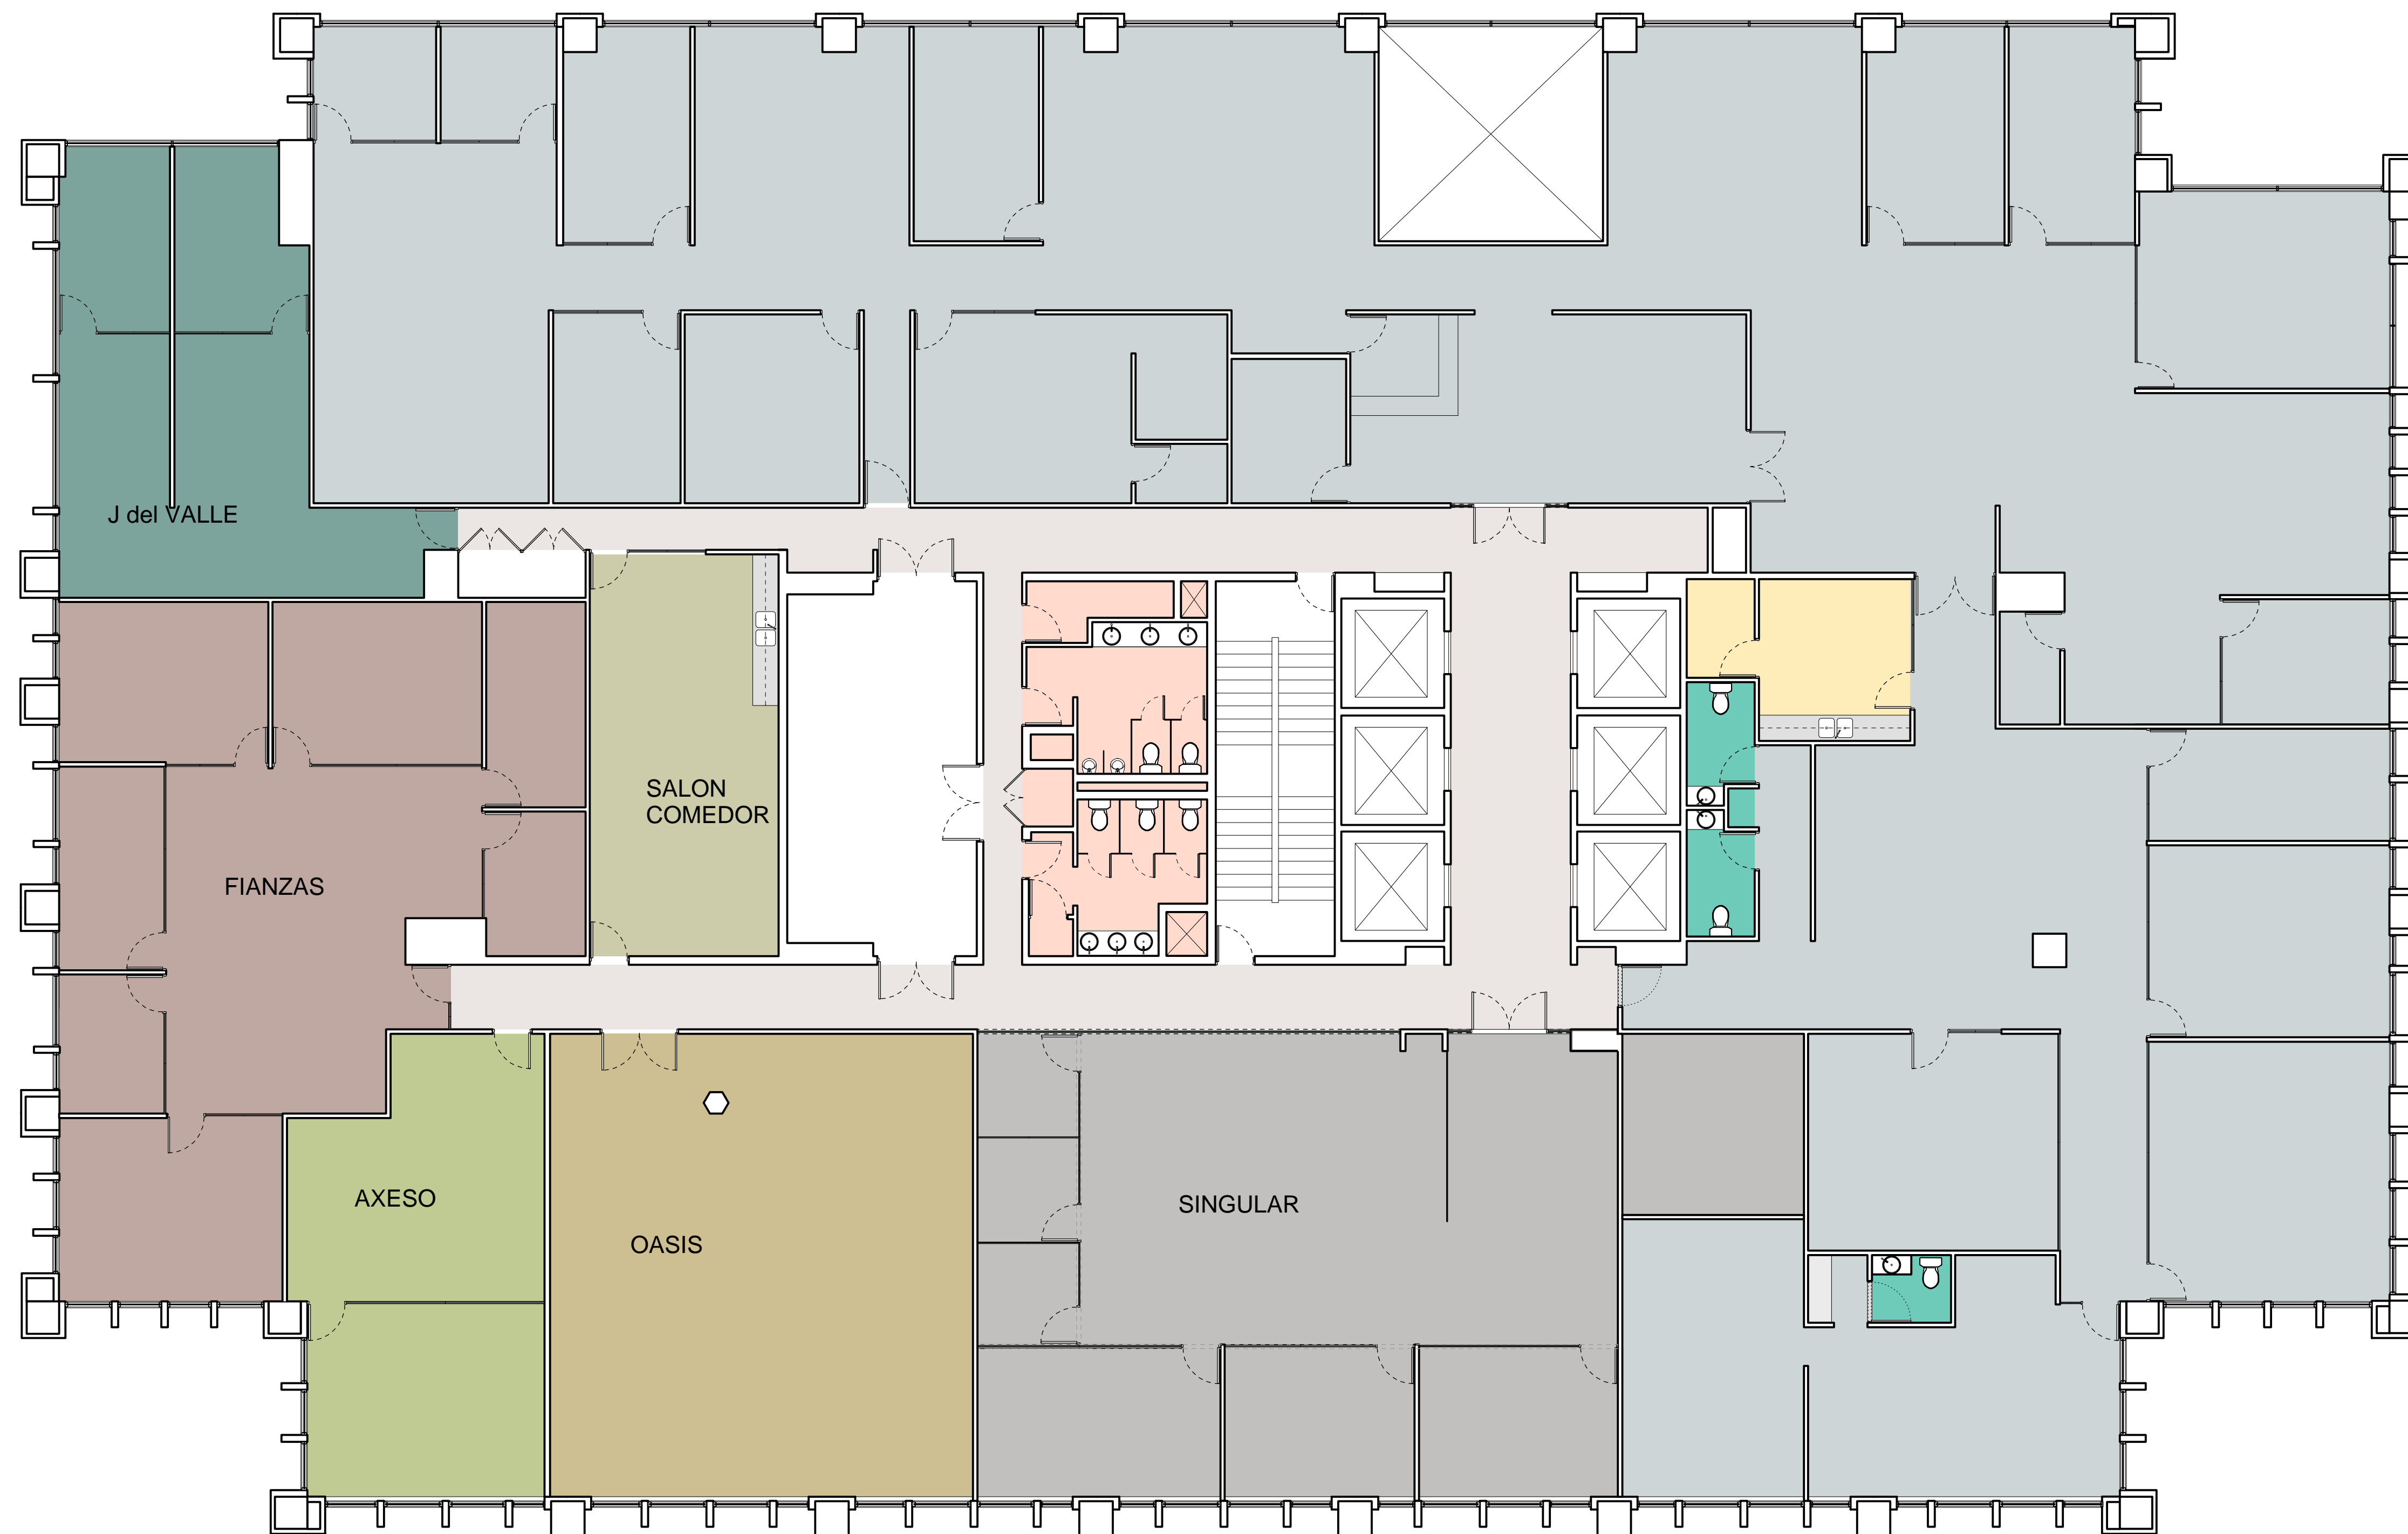 J del VALLE
SALON
COMEDOR
FIANZAS
AXESO
SINGULAR
OASIS